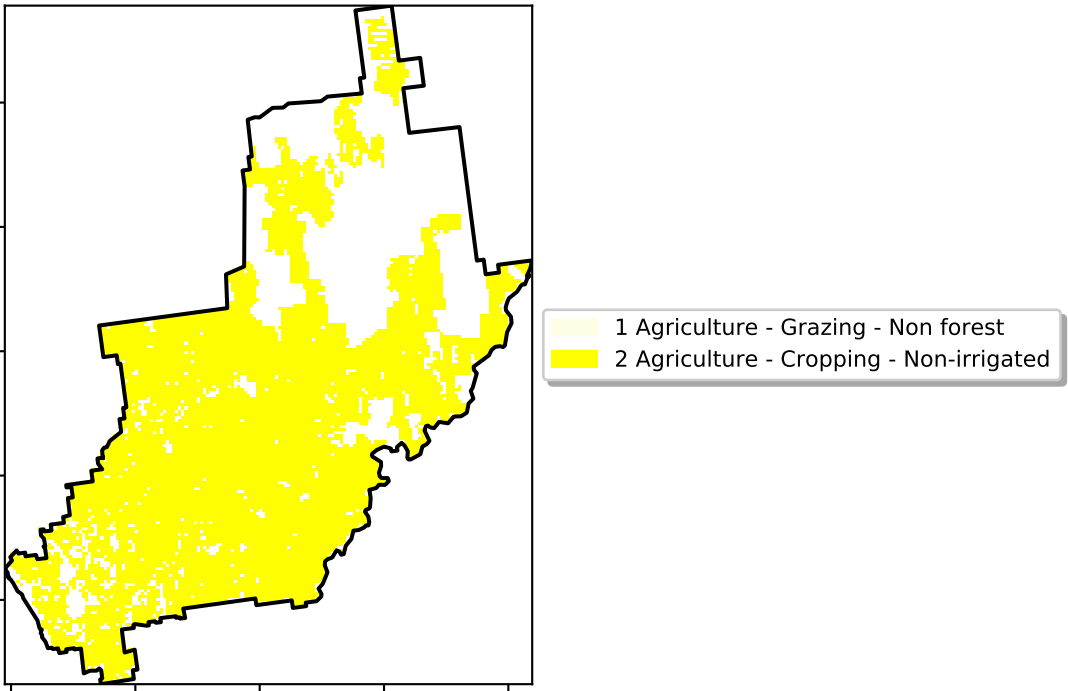 1 Agriculture - Grazing - Non forest
2 Agriculture - Cropping - Non-irrigated